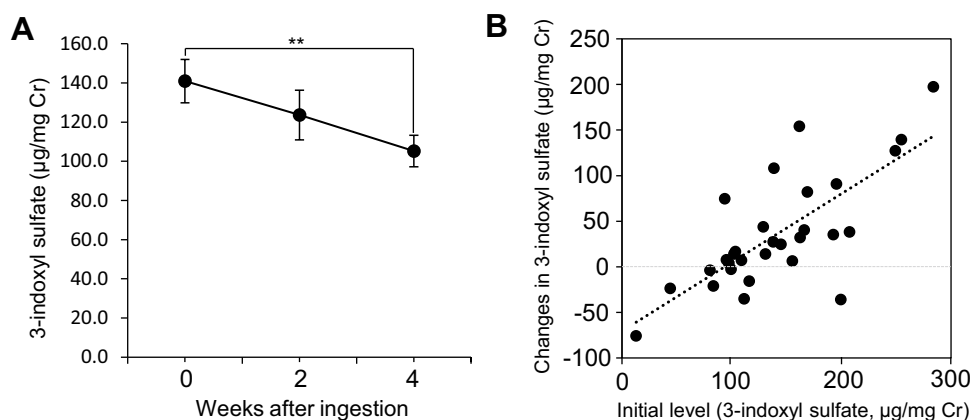 A
3-indoxyl sulfate (µg/mg Cr)
160.0
140.0
120.0
100.0
80.0
60.0
40.0
20.0
0.0
**
0 2 4
Weeks after ingestion
B
Changes in 3-indoxyl sulfate (µg/mg Cr)
250
200
150
100
50
0
-50
-100
0 100 200 300
Initial level (3-indoxyl sulfate, µg/mg Cr)